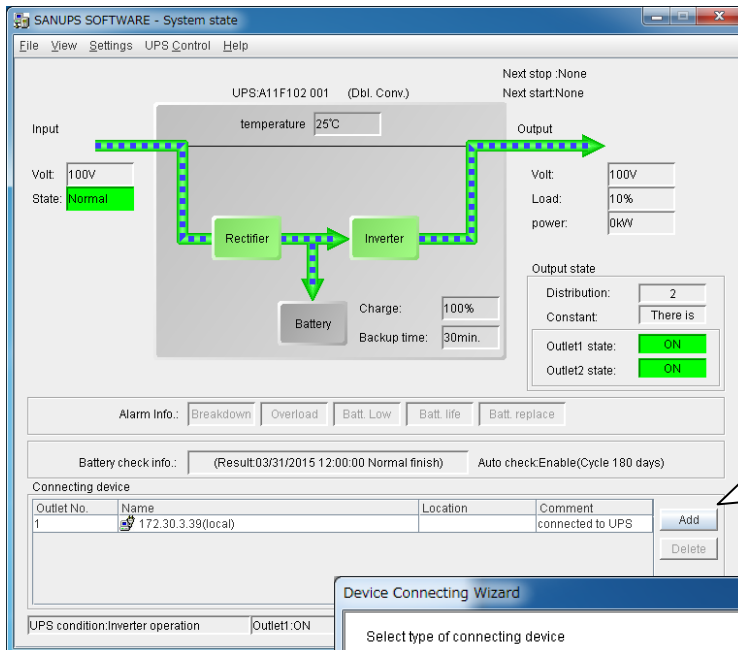 SANUPS SOFTWARE - System state
File View Settings UPS Control Help
Next stop :None
UPS:A11F102 001 (Dbl. Conv.) Next start:None
Input temperature 25℃ Output
Volt: 100V Volt: 100V
State: Normal Load: 10%
power: 0kW
Rectifier Inverter
Output state
Distribution: 2
Battery Charge: 100% Constant: There is
Backup time: 30min. Outlet1 state: ON
Outlet2 state: ON
Alarm Info.: Breakdown Overload Batt. Low Batt. life Batt. replace
Battery check info.: (Result:03/31/2015 12:00:00 Normal finish) Auto check:Enable(Cycle 180 days)
Connecting device
Outlet No. Name Location Comment
1 172.30.3.39(local) connected to UPS Add
Delete
Device Connecting Wizard
UPS condition:Inverter operation Outlet1:ON
Select type of connecting device